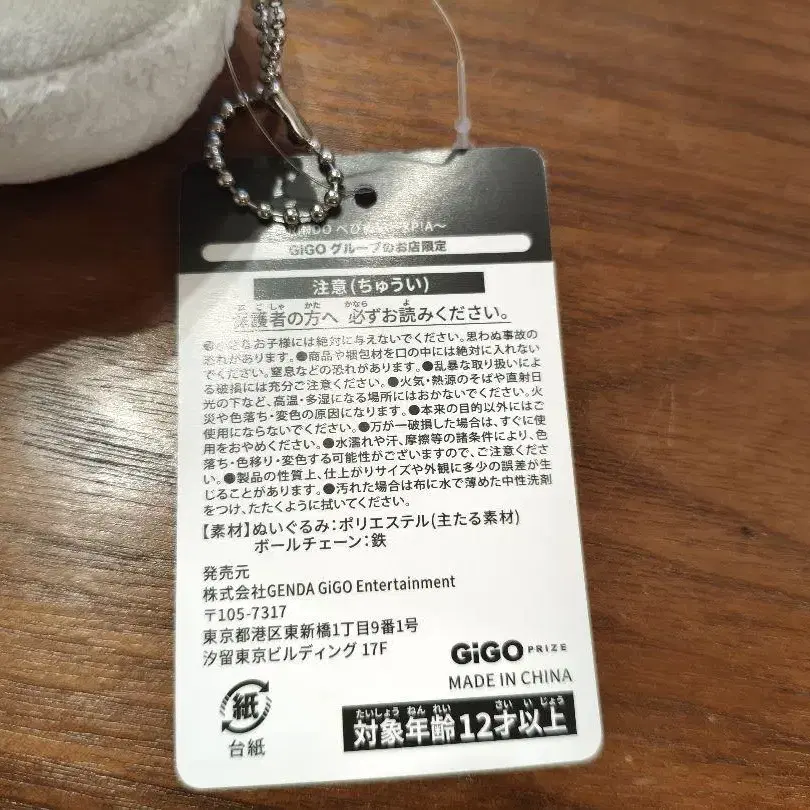 GiGO グループのお店限定
注意(ちゅうい)
護者の方へ 必ずお読みください。
なお子様には絶対に与えないでください。思わぬ事故の
恐れがあります。●商品や梱包材を口の中には絶対に入れない
でください。窒息などの恐れがあります。●乱暴な取り扱いによ
る破損には充分ご注意ください。●火気・熱源のそばや直射日
光の下など、高温・多湿になる場所にはおかないでください。火
災や色落ち・変色の原因になります。●本来の目的以外にはご
使用にならないでください。●万が一破損した場合は、すぐに使
用をおやめください。●水濡れや汗、摩擦等の諸条件により、色
落ち・色移り・変色する可能性がございますので、ご注意くださ
い。●製品の性質上、仕上がりサイズや外観に多少の誤差が生
じることがあります。●汚れた場合は布に水で薄めた中性洗剤
をつけ、たたくように拭いてください。
【素材】ぬいぐるみ:ポリエステル(主たる素材)
ボールチェーン:鉄
発売元
株式会社GENDA GiGO Entertainment
〒105-7317
東京都港区東新橋1丁目9番1号
汐留東京ビルディング 17F
GiGO PRIZE
MADE IN CHINA
紙
台紙
たいしょう ねん れい さい い じょう
対象年齢12才以上